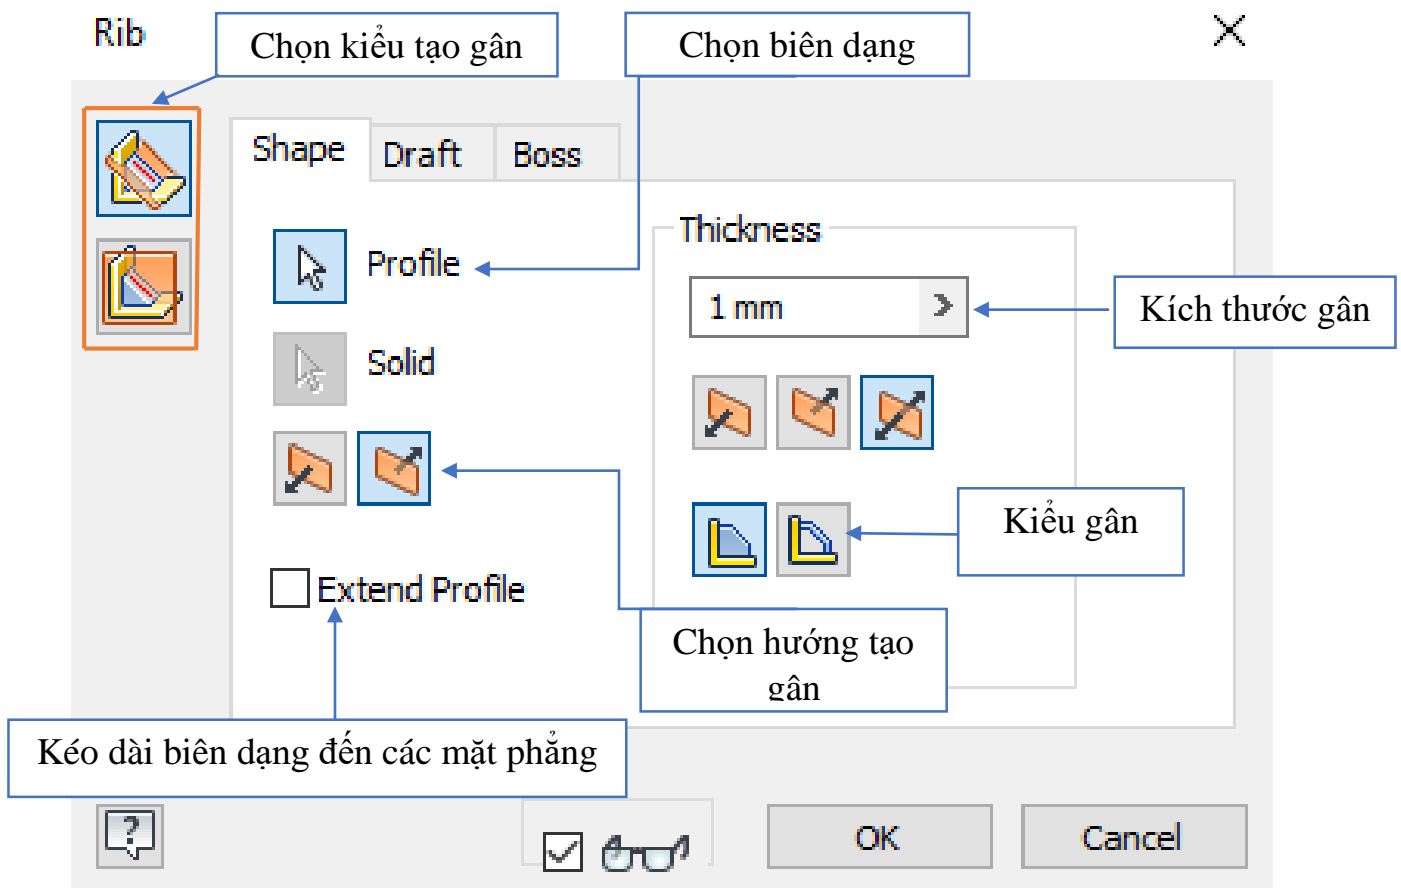 Rib
Chọn kiểu tạo gân
Chọn biên dạng
Shape
Draft
Boss
Profile
Thickness
1 mm
Kích thước gân
Solid
Kiểu gân
Extend Profile
Chọn hướng tạo
gân
Kéo dài biên dạng đến các mặt phẳng
?
OK
Cancel